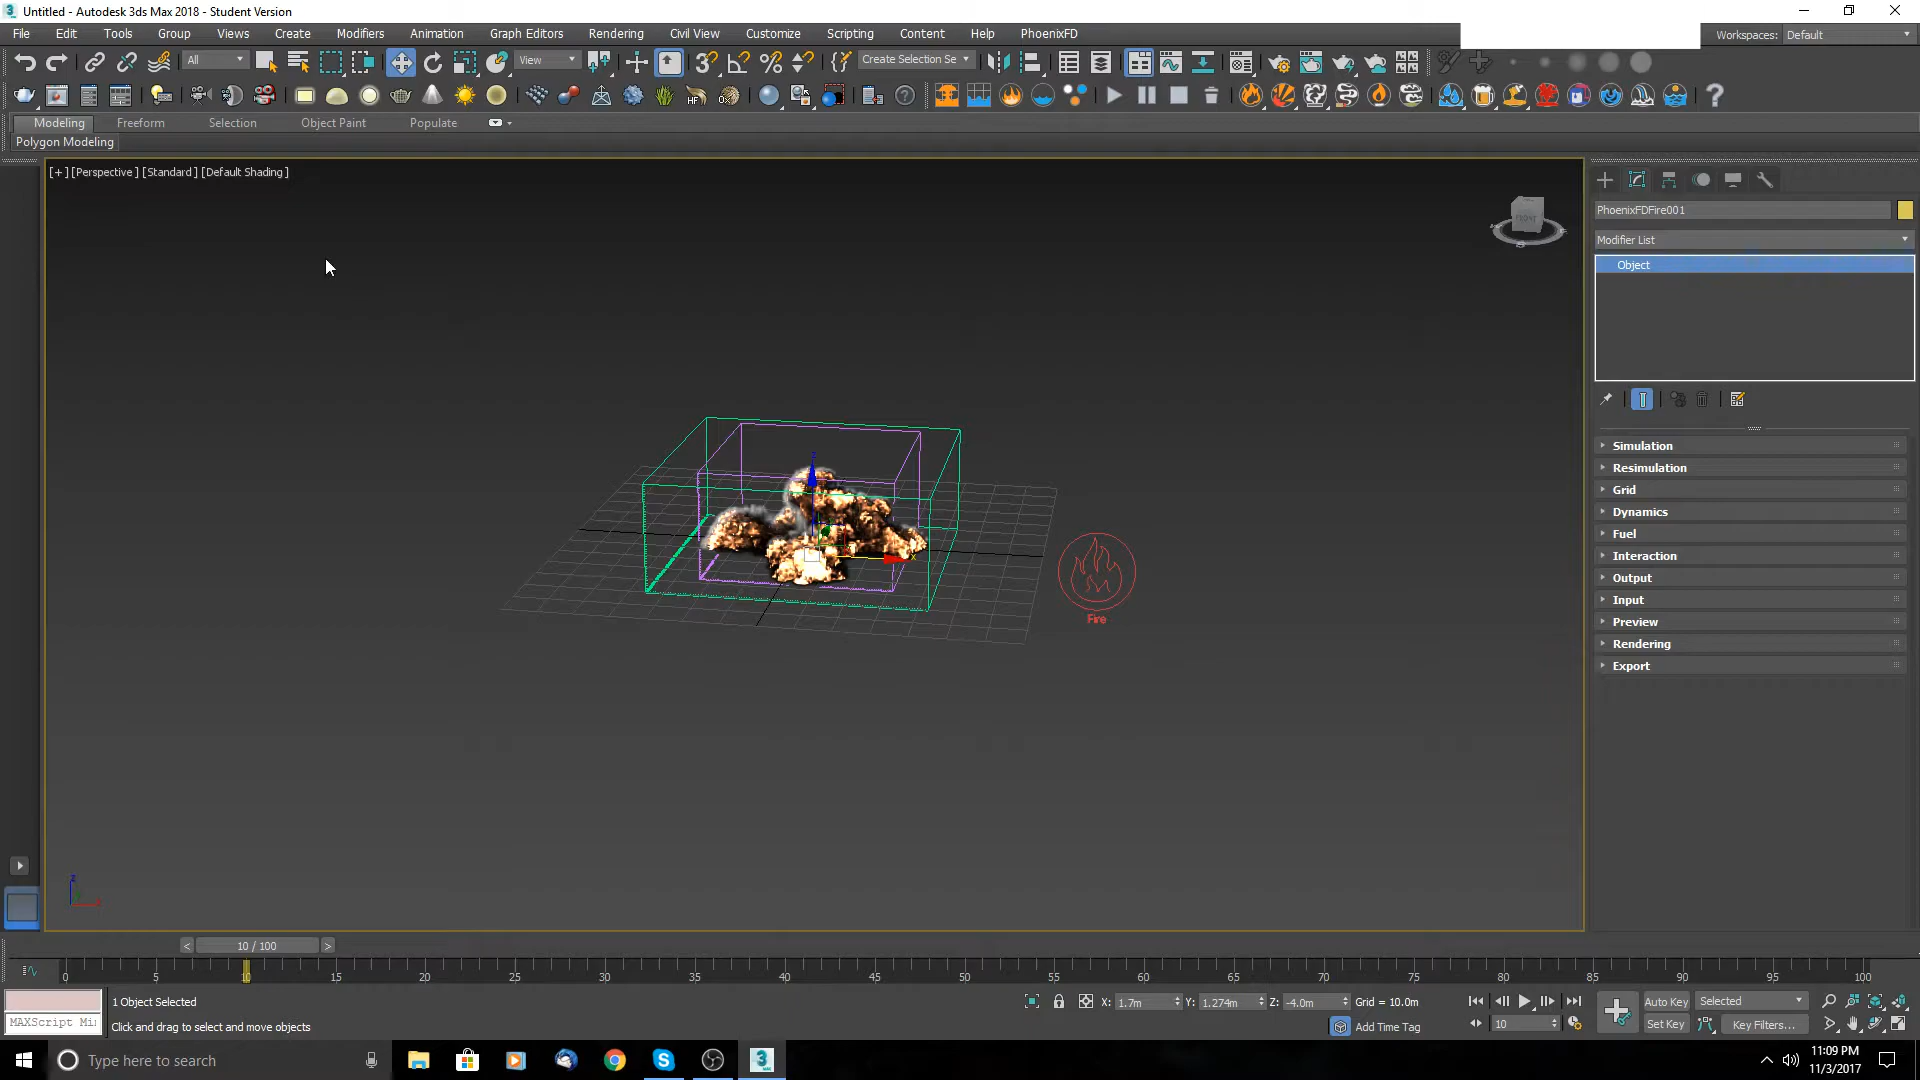 Untitled - Autodesk 3ds Max 2018 - Student Version
File Edit Tools Group Views Create Modifiers Animation Graph Editors Rendering Civil View Customize Scripting Content Help PhoenixFD Workspaces: Default
All View Create Selection Se
Modeling Freeform Selection Object Paint Populate
Polygon Modeling
[+] [Perspective] [Standard] [Default Shading]
FRONT
PhoenixFDFire001
Modifier List
Object
Simulation
Resimulation
Grid
Dynamics
Fuel
Interaction
Output
Input
Preview
Rendering
Export
Fire
z
x
z
x
< 10 / 100 >
0 5 10 15 20 25 30 35 40 45 50 55 60 65 70 75 80 85 90 95 100
1 Object Selected X: 1.7m Y: 1.274m Z: -4.0m Grid = 10.0m Auto Key Selected
MAXScript Mi Click and drag to select and move objects Add Time Tag 10 Set Key Key Filters...
Type here to search
11:09 PM
11/3/2017